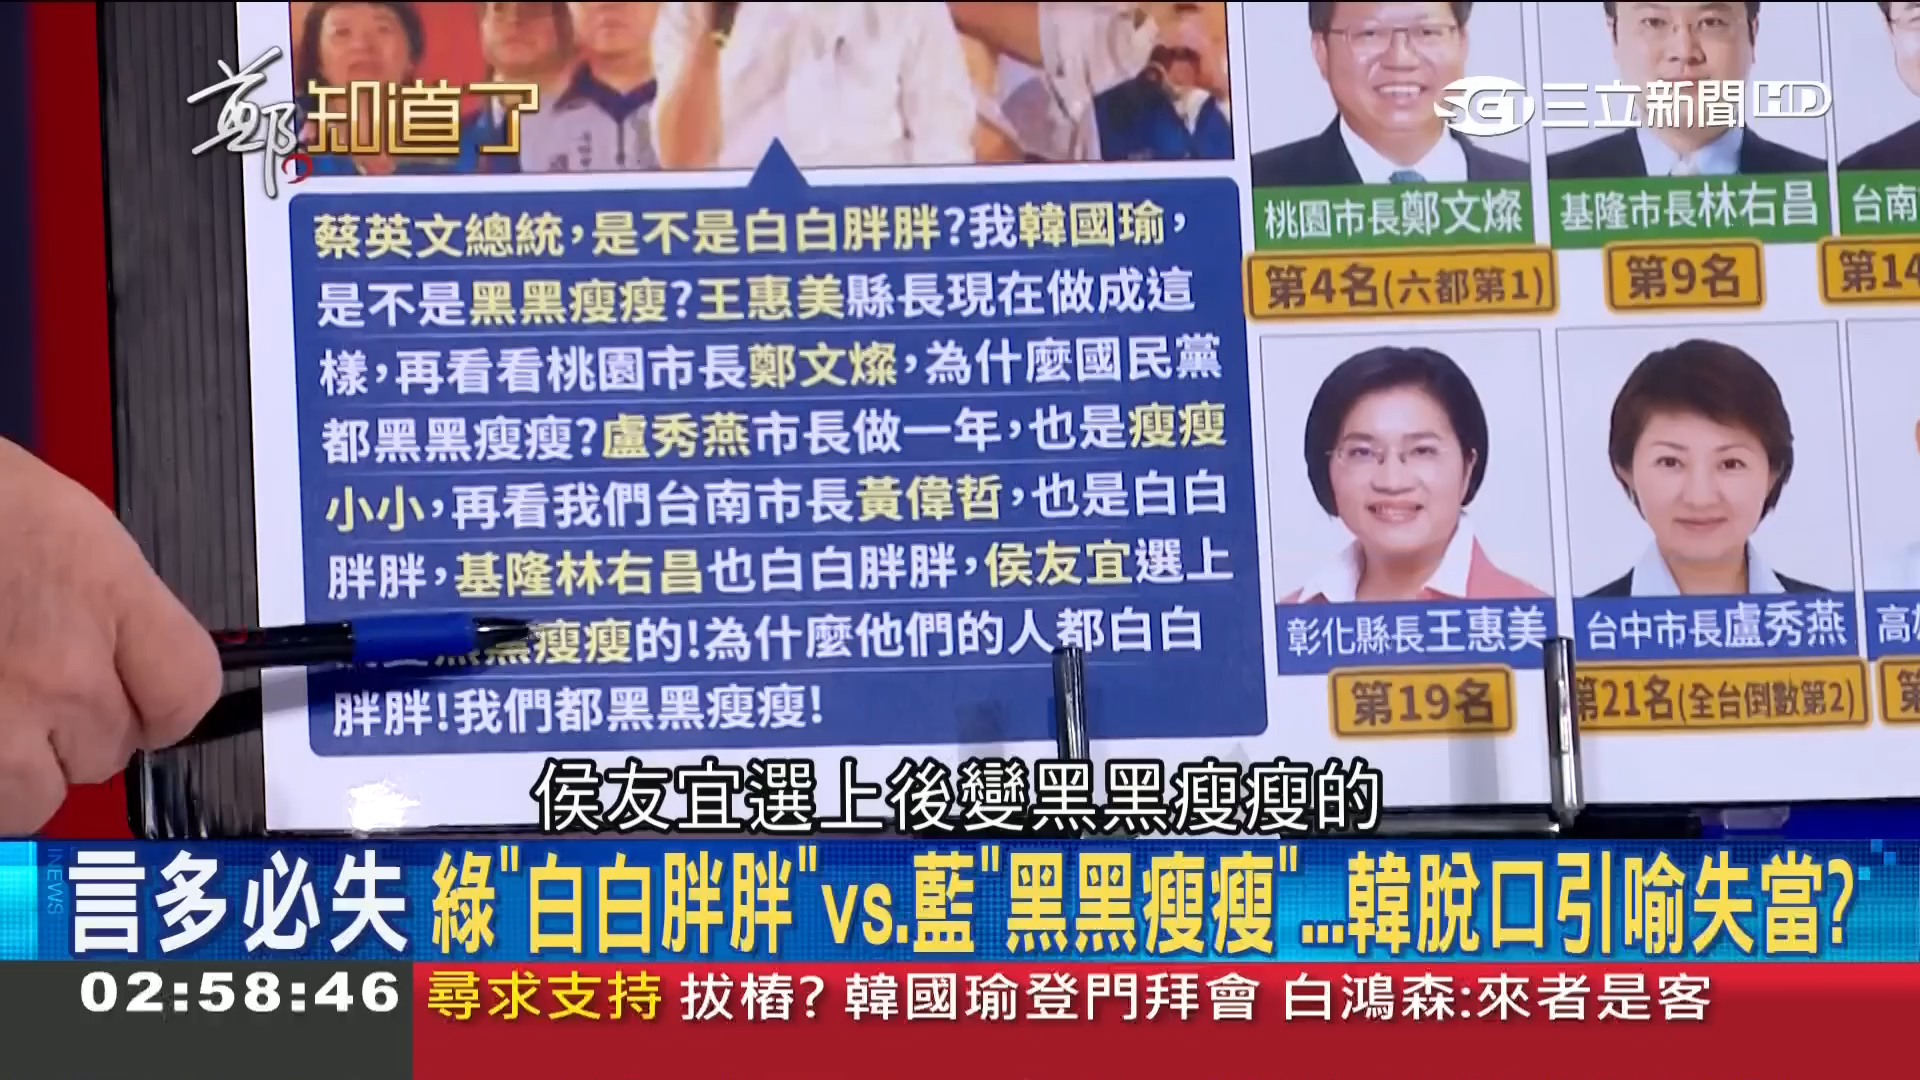 鄭知道了
SET三立新聞HD
蔡英文總統,是不是白白胖胖?我韓國瑜,
是不是黑黑瘦瘦?王惠美縣長現在做成這
樣,再看看桃園市長鄭文燦,為什麼國民黨
都黑黑瘦瘦?盧秀燕市長做一年,也是瘦瘦
小小,再看我們台南市長黃偉哲,也是白白
胖胖,基隆林右昌也白白胖胖,侯友宜選上
黑瘦瘦的!為什麼他們的人都白白
胖胖!我們都黑黑瘦瘦!
桃園市長鄭文燦
第4名(六都第1)
基隆市長林右昌
第9名
台南
第14
彰化縣長王惠美
第19名
台中市長盧秀燕
第21名(全台倒數第2)
高雄
第
侯友宜選上後變黑黑瘦瘦的
NEWS
言多必失
綠"白白胖胖"vs.藍"黑黑瘦瘦"...韓脫口引喻失當?
02:58:46
尋求支持 拔樁? 韓國瑜登門拜會 白鴻森:來者是客